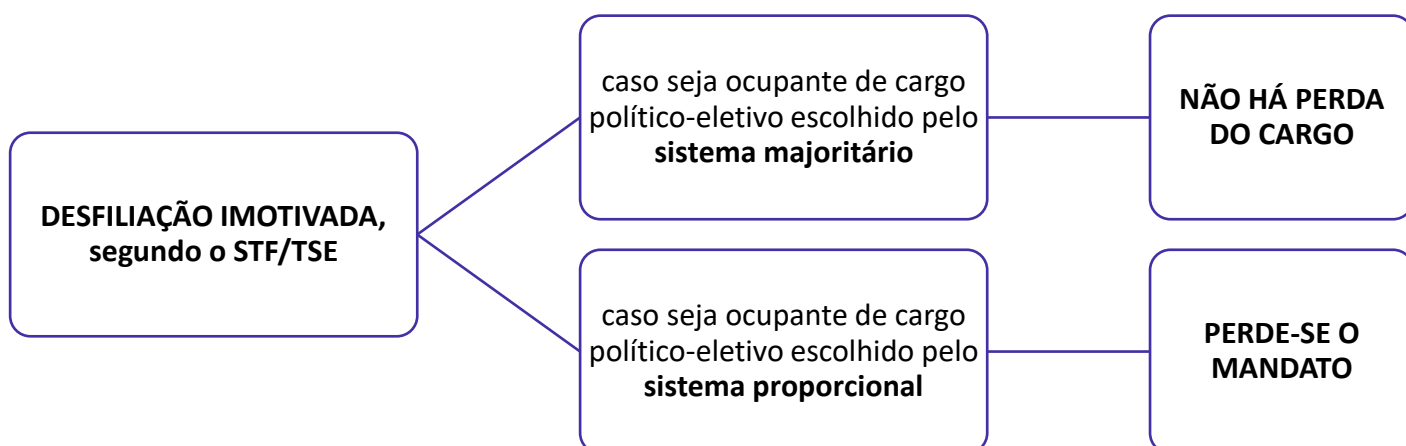 DESFILIAÇÃO IMOTIVADA,
segundo o STF/TSE
caso seja ocupante de cargo
político-eletivo escolhido pelo
sistema majoritário
NÃO HÁ PERDA
DO CARGO
caso seja ocupante de cargo
político-eletivo escolhido pelo
sistema proporcional
PERDE-SE O
MANDATO